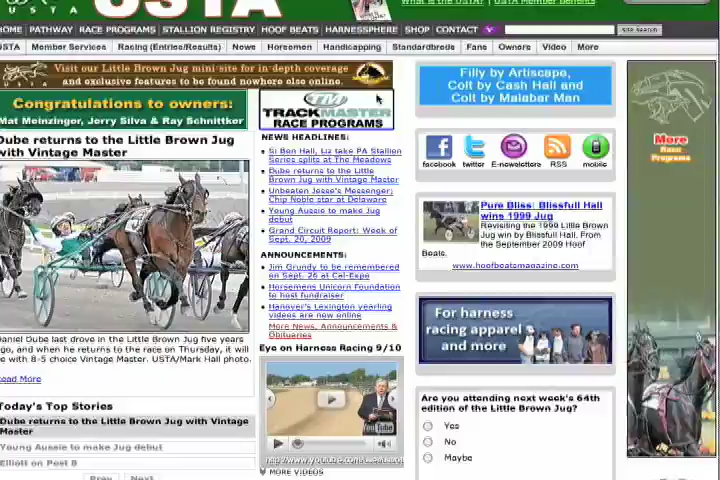 USTA
USTA
What is the USTA? | USTA Member Benefits
HOME PATHWAY RACE PROGRAMS STALLION REGISTRY HOOF BEATS HARNESSHERE SHOP CONTACT
Site Search
USTA Member Services Racing (Entries/Results) News Horsemen Handicapping Standardbreds Fans Owners Video More
Visit our Little Brown Jug mini-site for in-depth coverage
and exclusive features to be found nowhere else online.
Congratulations to owners:
Mat Meinzinger, Jerry Silva & Ray Schnittker
Dube returns to the Little Brown Jug
with Vintage Master
Daniel Dube last drove in the Little Brown Jug five years
ago, and when he returns to the race on Thursday, it will
be with 8-5 choice Vintage Master. USTA/Mark Hall photo.
Read More
Today's Top Stories
Dube returns to the Little Brown Jug with Vintage
Master
Young Aussie to make Jug debut
Elliott on Post 8
Prev Next
TM
TRACKMASTER
RACE PROGRAMS
NEWS HEADLINES:
Si Ben Hall, Liz take PA Stallion
Series splits at The Meadows
Dube returns to the Little
Brown Jug with Vintage Master
Unbeaten Jesse's Messenger;
Chip Noble star at Delaware
Young Aussie to make Jug
debut
Grand Circuit Report: Week of
Sept. 20, 2009
ANNOUNCEMENTS:
Jim Grundy to be remembered
on Sept. 26 at Cal-Expo
Horsemens Unicorn Foundation
to host fundraiser
Hanover's Lexington yearling
videos are now online
More News, Announcements &
Obituaries
Eye on Harness Racing 9/10
YouTube
MORE VIDEOS
Filly by Artiscape,
Colt by Cash Hall and
Colt by Malabar Man
facebook twitter E-newsletters RSS mobile
Pure Bliss: Blissfull Hall
wins 1999 Jug
Revisiting the 1999 Little
Brown Jug win by Blissfull Hall.
From the September 2009 Hoof
Beats.
www.hoofbeatsmagazine.com
For harness
racing apparel
and more
Are you attending next week's 64th
edition of the Little Brown Jug?
Yes
No
Maybe
More
Race
Programs